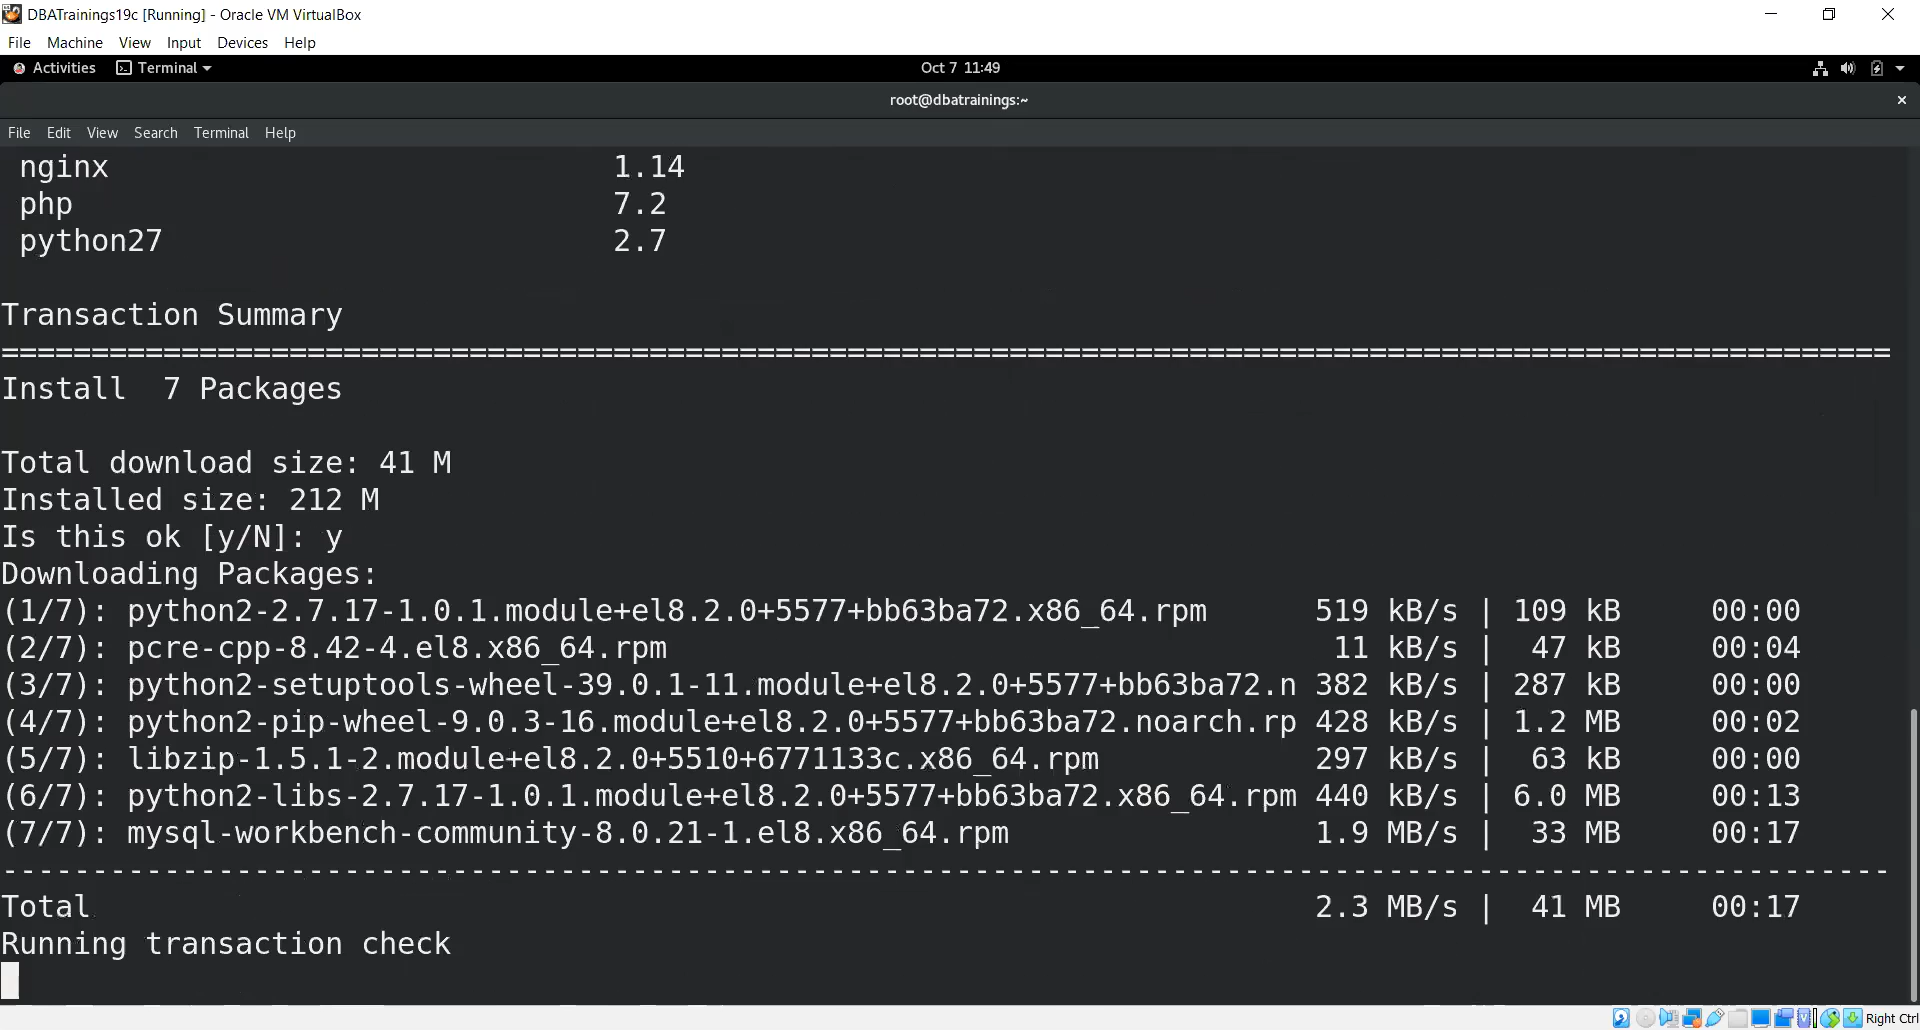 DBATrainings19c [Running] - Oracle VM VirtualBox
File Machine View Input Devices Help
Activities Terminal Oct 7 11:49
root@dbatrainings:~
File Edit View Search Terminal Help
nginx 1.14
php 7.2
python27 2.7
Transaction Summary
=========================================================================================================
Install  7 Packages
Total download size: 41 M
Installed size: 212 M
Is this ok [y/N]: y
Downloading Packages:
(1/7): python2-2.7.17-1.0.1.module+el8.2.0+5577+bb63ba72.x86_64.rpm 519 kB/s | 109 kB 00:00
(2/7): pcre-cpp-8.42-4.el8.x86_64.rpm 11 kB/s | 47 kB 00:04
(3/7): python2-setuptools-wheel-39.0.1-11.module+el8.2.0+5577+bb63ba72.n 382 kB/s | 287 kB 00:00
(4/7): python2-pip-wheel-9.0.3-16.module+el8.2.0+5577+bb63ba72.noarch.rp 428 kB/s | 1.2 MB 00:02
(5/7): libzip-1.5.1-2.module+el8.2.0+5510+6771133c.x86_64.rpm 297 kB/s | 63 kB 00:00
(6/7): python2-libs-2.7.17-1.0.1.module+el8.2.0+5577+bb63ba72.x86_64.rpm 440 kB/s | 6.0 MB 00:13
(7/7): mysql-workbench-community-8.0.21-1.el8.x86_64.rpm 1.9 MB/s | 33 MB 00:17
---------------------------------------------------------------------------------------------------------
Total 2.3 MB/s | 41 MB 00:17
Running transaction check
Right Ctrl